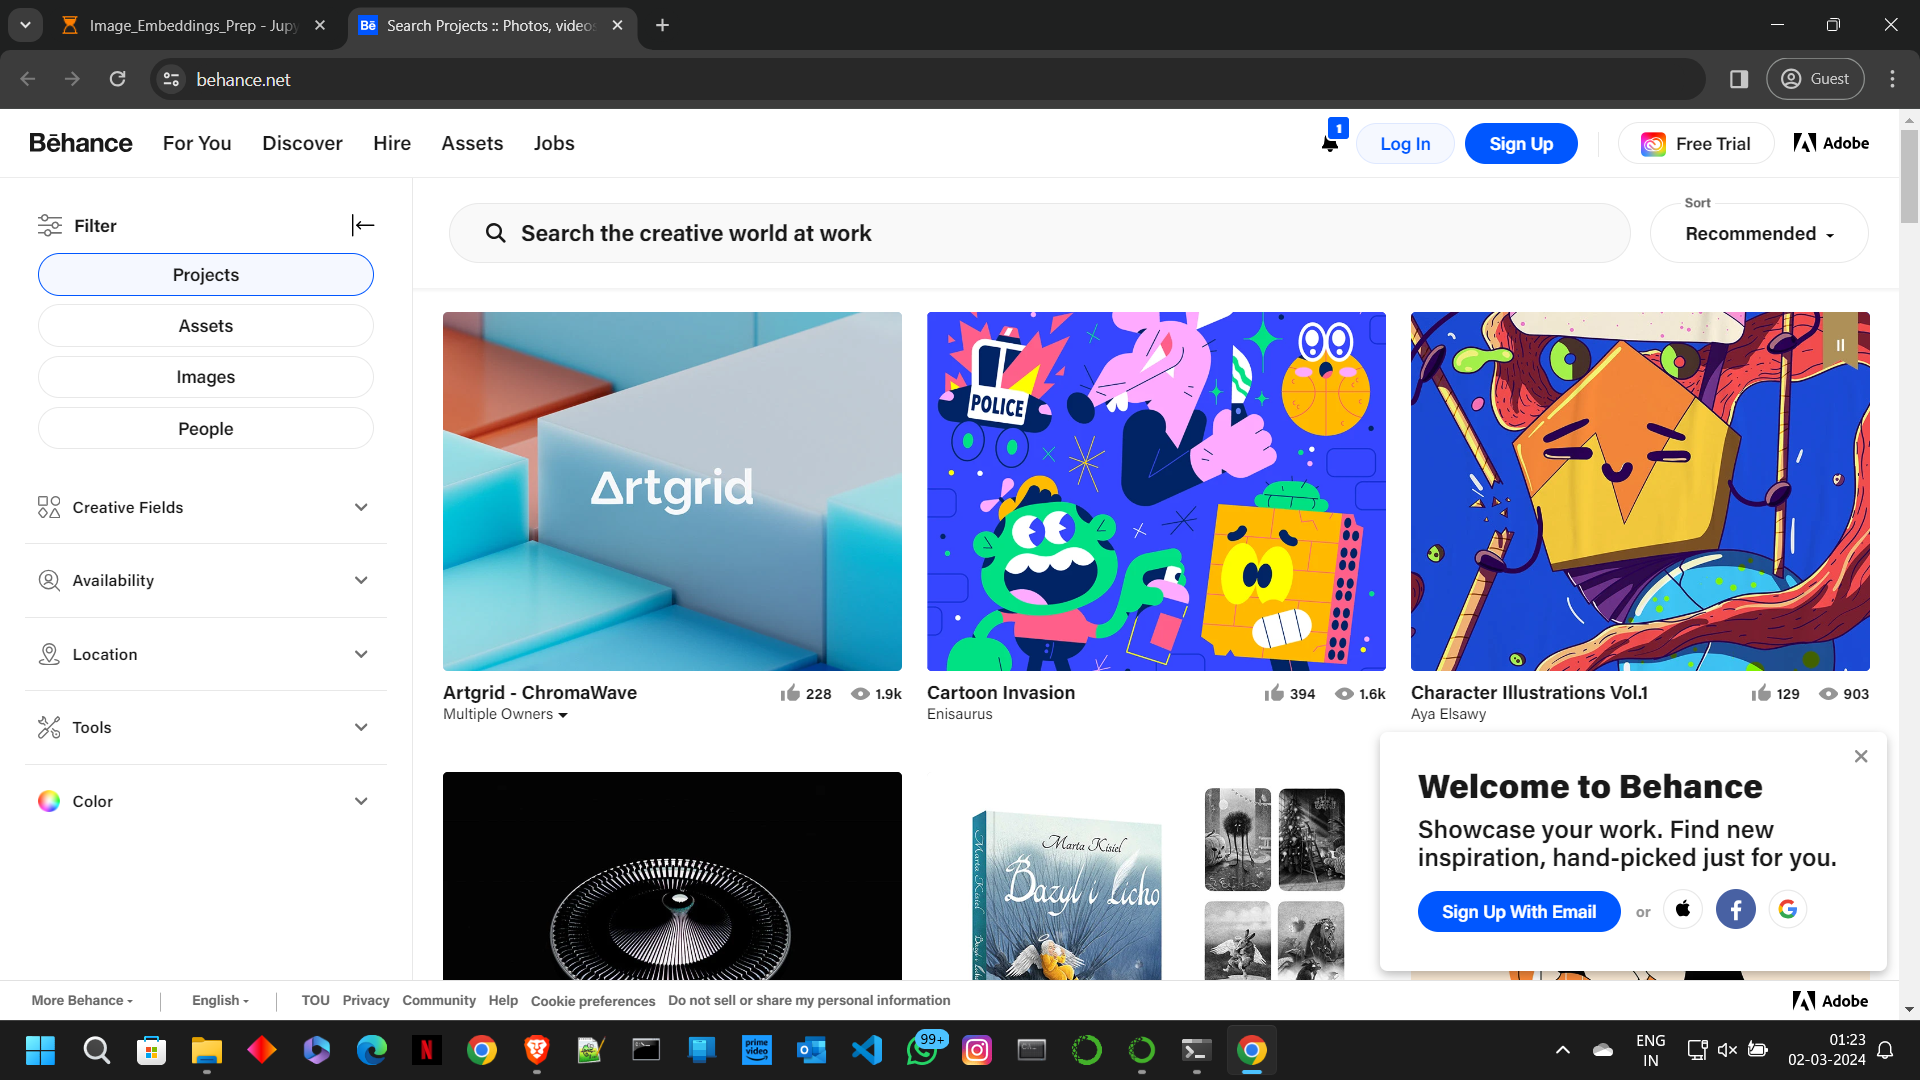 Image_Embeddings_Prep - Jupy
Bē
Search Projects :: Photos, videos
behance.net
Guest
Bēhance
For You
Discover
Hire
Assets
Jobs
1
Log In
Sign Up
Free Trial
Adobe
Filter
Projects
Assets
Images
People
Creative Fields
Availability
Location
Tools
Color
Search the creative world at work
Sort
Recommended
Artgrid
POLICE
Artgrid - ChromaWave
228
1.9k
Multiple Owners
Cartoon Invasion
394
1.6k
Enisaurus
Character Illustrations Vol.1
129
903
Aya Elsawy
Marta Kisiel
Bazyl i Licho
Marta Kisiel
Welcome to Behance
Showcase your work. Find new
inspiration, hand-picked just for you.
Sign Up With Email
or
More Behance
English
TOU
Privacy
Community
Help
Cookie preferences
Do not sell or share my personal information
Adobe
prime
video
99+
ENG
IN
01:23
02-03-2024